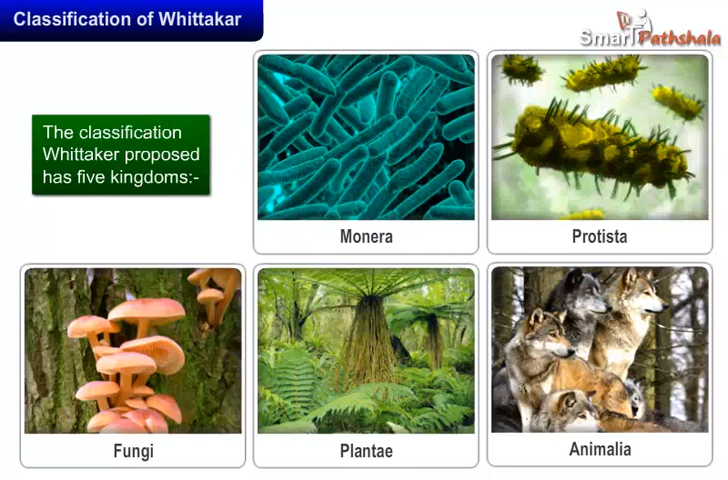 Classification of Whittakar
SmartPathshala
The classification
Whittaker proposed
has five kingdoms:-
Monera
Protista
Fungi
Plantae
Animalia